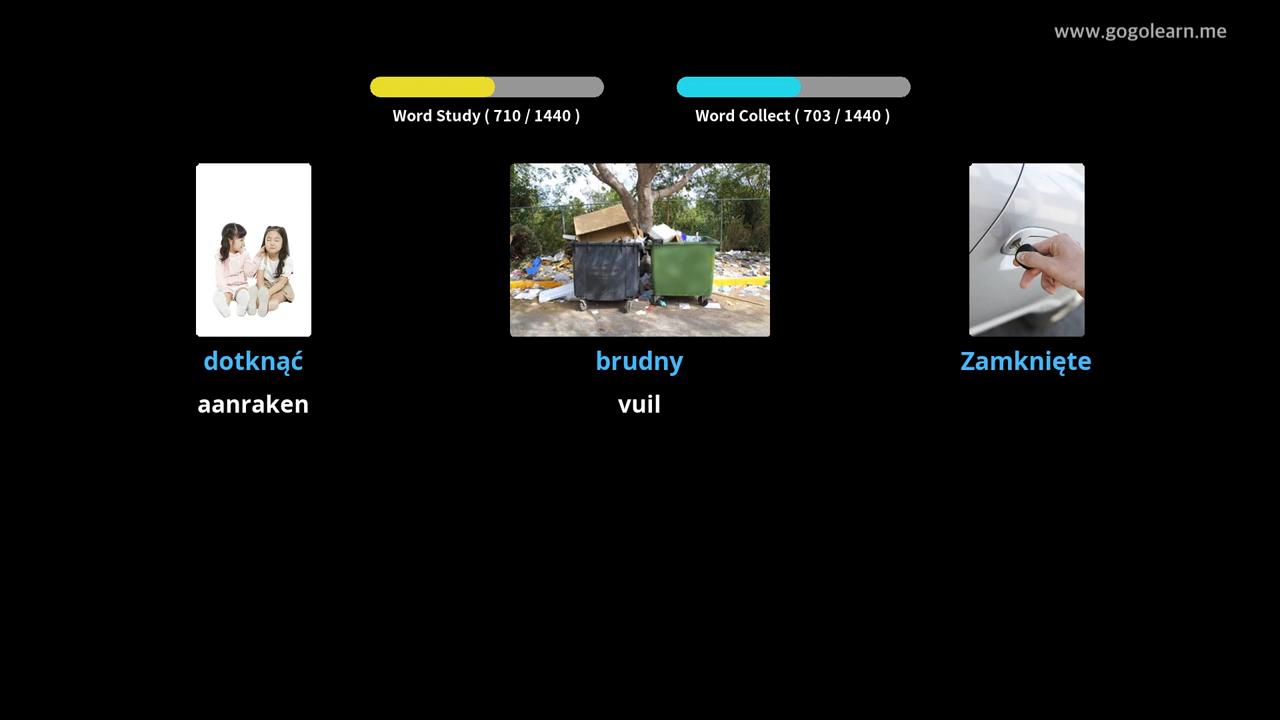 www.gogolearn.me
Word Study ( 710 / 1440 )
Word Collect ( 703 / 1440 )
dotknąć
brudny
Zamknięte
aanraken
vuil